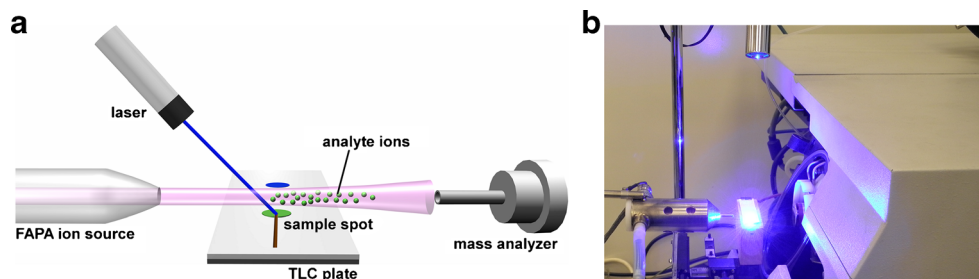 a
laser
analyte ions
FAPA ion source
sample spot
mass analyzer
TLC plate
b